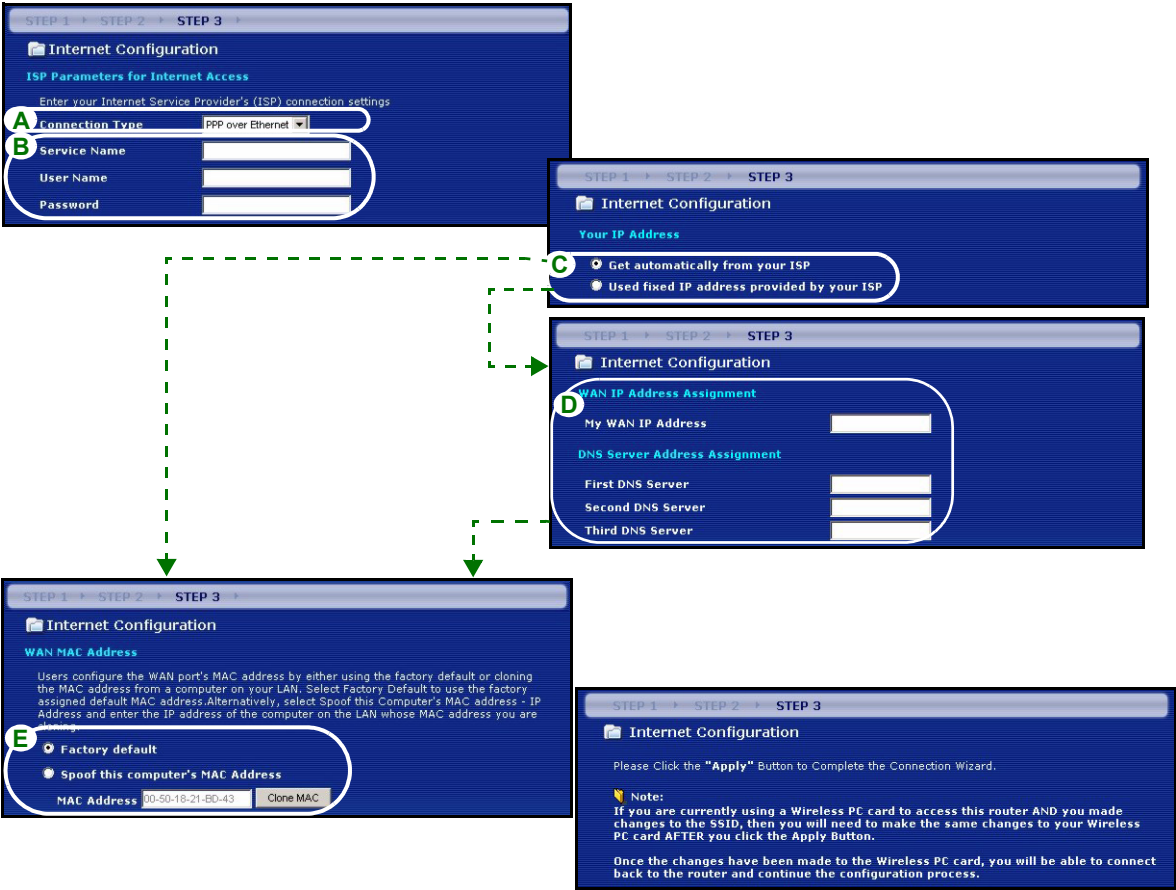 STEP 1 STEP 2 STEP 3
Internet Configuration
ISP Parameters for Internet Access
Enter your Internet Service Provider's (ISP) connection settings
A Connection Type PPP over Ethernet
B Service Name
User Name
Password
STEP 1 STEP 2 STEP 3
Internet Configuration
Your IP Address
C Get automatically from your ISP
Used fixed IP address provided by your ISP
STEP 1 STEP 2 STEP 3
Internet Configuration
WAN IP Address Assignment
D
My WAN IP Address
DNS Server Address Assignment
First DNS Server
Second DNS Server
Third DNS Server
STEP 1 STEP 2 STEP 3
Internet Configuration
WAN MAC Address
Users configure the WAN port's MAC address by either using the factory default or cloning
the MAC address from a computer on your LAN. Select Factory Default to use the factory
assigned default MAC address.Alternatively, select Spoof this Computer's MAC address - IP
Address and enter the IP address of the computer on the LAN whose MAC address you are
cloning.
E Factory default
Spoof this computer's MAC Address
MAC Address 00-50-18-21-BD-43 Clone MAC
STEP 1 STEP 2 STEP 3
Internet Configuration
Please Click the "Apply" Button to Complete the Connection Wizard.
Note:
If you are currently using a Wireless PC card to access this router AND you made
changes to the SSID, then you will need to make the same changes to your Wireless
PC card AFTER you click the Apply Button.
Once the changes have been made to the Wireless PC card, you will be able to connect
back to the router and continue the configuration process.